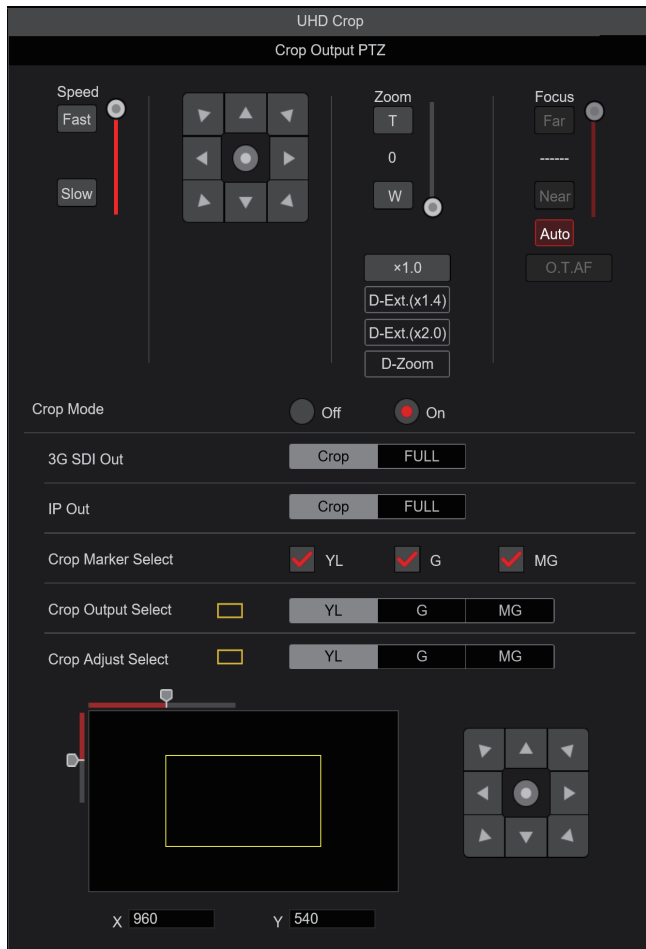 UHD Crop
Crop Output PTZ
Speed
Fast
Slow
Zoom
T
0
W
×1.0
D-Ext.(x1.4)
D-Ext.(x2.0)
D-Zoom
Focus
Far
------
Near
Auto
O.T.AF
Crop Mode Off On
3G SDI Out Crop FULL
IP Out Crop FULL
Crop Marker Select YL G MG
Crop Output Select YL G MG
Crop Adjust Select YL G MG
X 960 Y 540